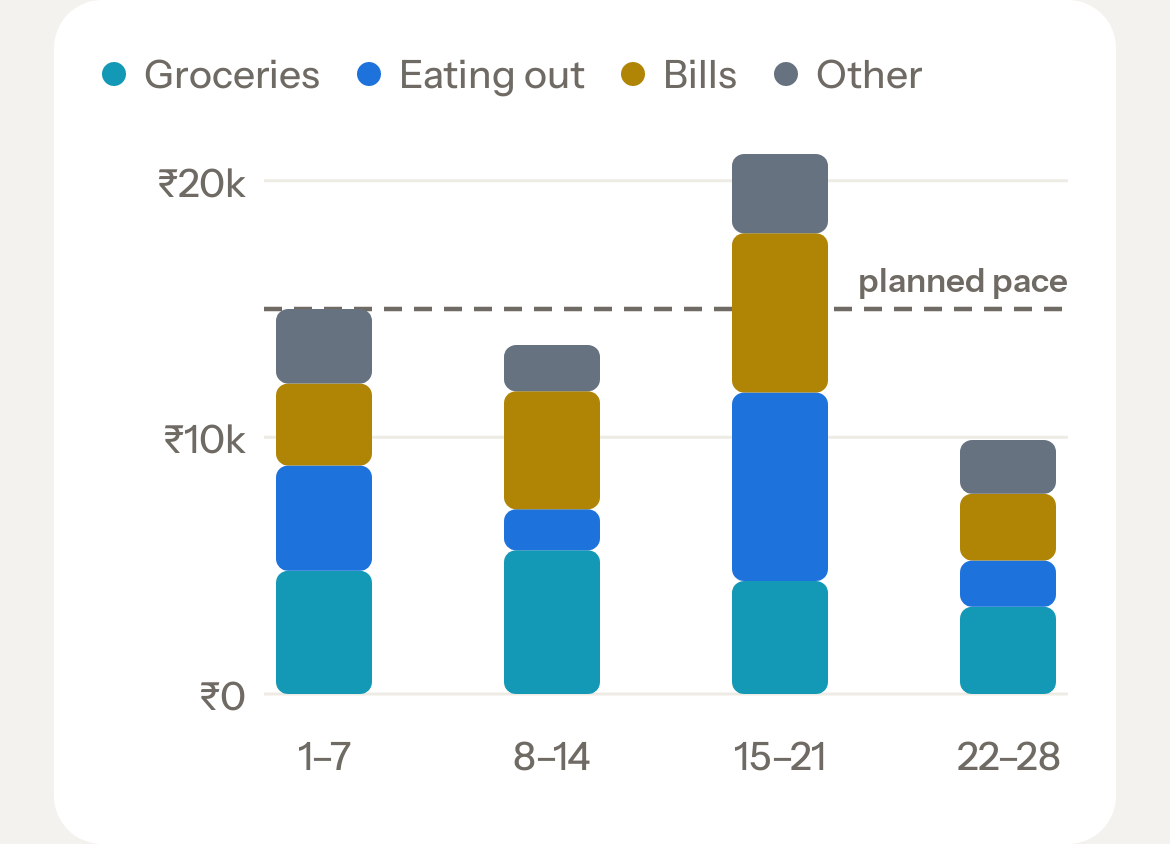 Groceries Eating out Bills Other
₹20k
planned pace
₹10k
₹0
1–7 8–14 15–21 22–28